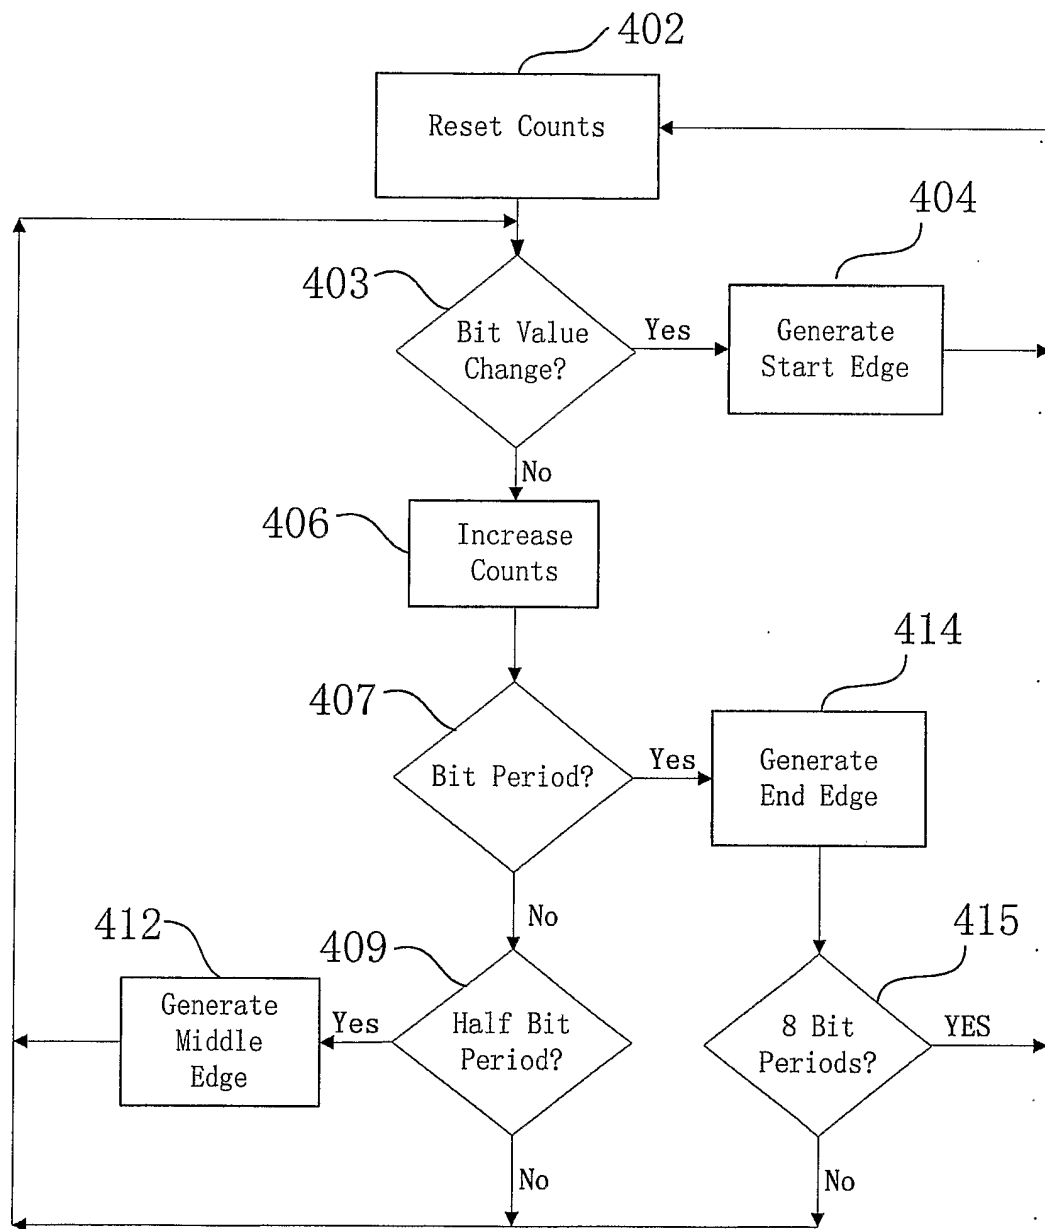 402
Reset Counts
404
403
Bit Value
Change?
Yes
Generate
Start Edge
No
406
Increase
Counts
414
407
Bit Period?
Yes
Generate
End Edge
No
412
409
415
Generate
Middle
Edge
Yes
Half Bit
Period?
8 Bit
Periods?
YES
No
No